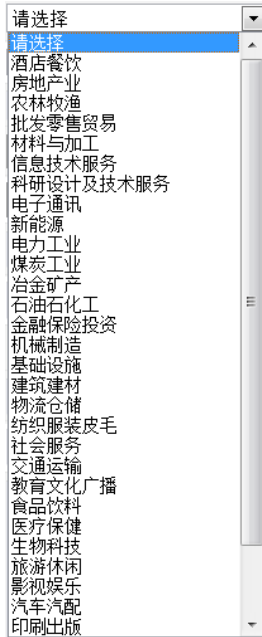 请选择
请选择
酒店餐饮
房地产业
农林牧渔
批发零售贸易
材料与加工
信息技术服务
科研设计及技术服务
电子通讯
新能源
电力工业
煤炭工业
冶金矿产
石油石化工
金融保险投资
机械制造
基础设施
建筑建材
物流仓储
纺织服装皮毛
社会服务
交通运输
教育文化广播
食品饮料
医疗保健
生物科技
旅游休闲
影视娱乐
汽车汽配
印刷出版